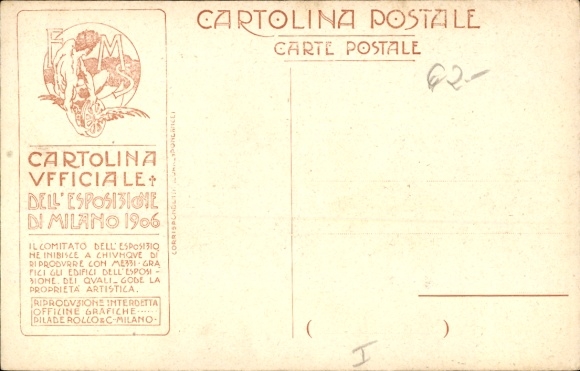 CARTOLINA POSTALE
CARTE POSTALE
62.-
E M
CARTOLINA
VFFICIALE
DELL'ESPOSIZIONE
DI MILANO 1906
IL COMITATO DELL'ESPOSIZIO
NE INIBISCE A CHIVNQVE DI
RIPRODVRRE CON MEZZI GRA
FICI GLI EDIFICI DELL'ESPOSI-
ZIONE, DEI QVALI GODE LA
PROPRIETÀ ARTISTICA.
RIPRODVZIONE INTERDETTA
OFFICINE GRAFICHE
PILADE ROCCO & C-MILANO-
( )
I